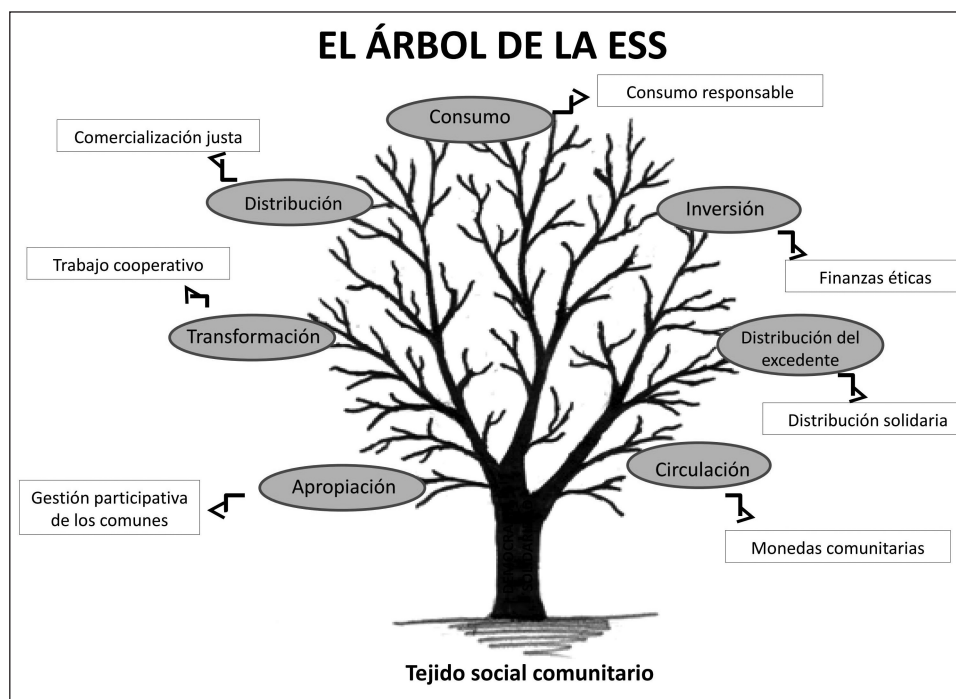 EL ÁRBOL DE LA ESS
Consumo
Consumo responsable
Comercialización justa
Distribución
Inversión
Trabajo cooperativo
Finanzas éticas
Transformación
Distribución del
excedente
Distribución solidaria
Apropiación
Circulación
Gestión participativa
de los comunes
Monedas comunitarias
Tejido social comunitario